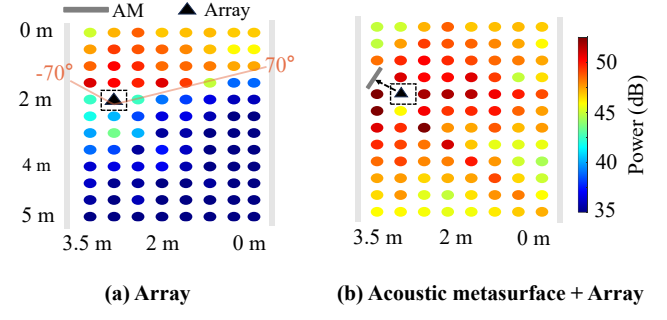 AM Array
0 m
-70° 70°
2 m
4 m
5 m
3.5 m 2 m 0 m
(a) Array
3.5 m 2 m 0 m
(b) Acoustic metasurface + Array
50
45
40
35
Power (dB)